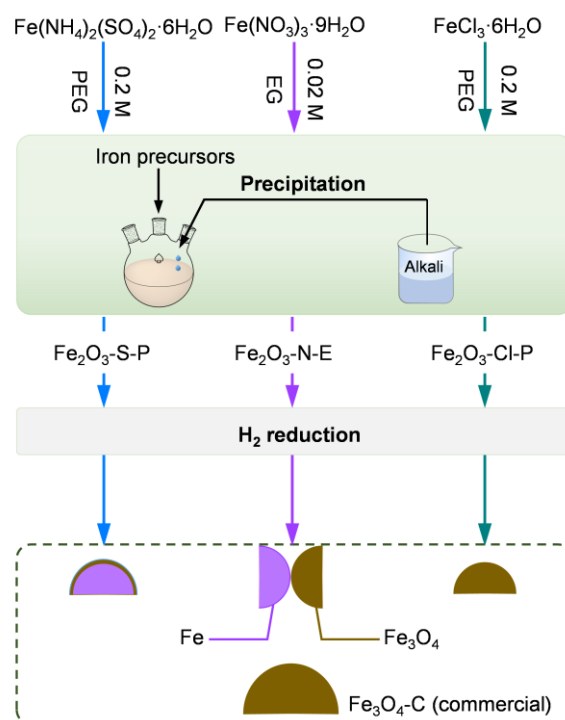 Fe(NH₄)₂(SO₄)₂·6H₂O
Fe(NO₃)₃·9H₂O
FeCl₃·6H₂O
0.2 M
PEG
0.02 M
EG
0.2 M
PEG
Iron precursors
Precipitation
Alkali
Fe₂O₃-S-P
Fe₂O₃-N-E
Fe₂O₃-Cl-P
H₂ reduction
Fe
Fe₃O₄
Fe₃O₄-C (commercial)